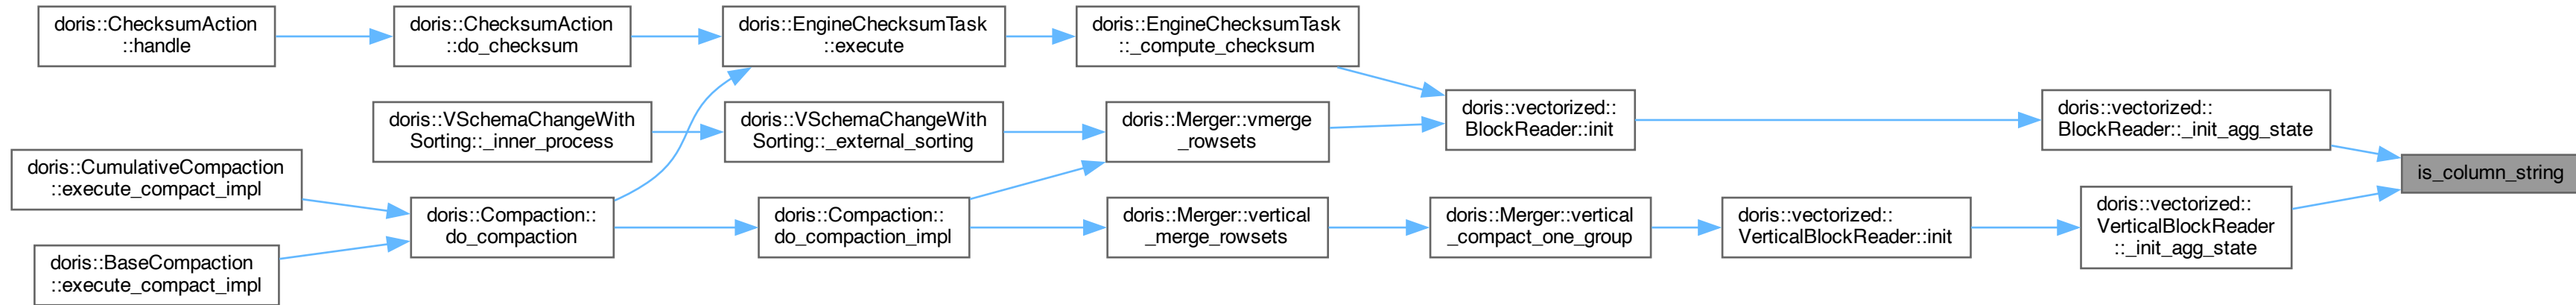 doris::ChecksumAction
::handle
doris::ChecksumAction
::do_checksum
doris::EngineChecksumTask
::execute
doris::EngineChecksumTask
::_compute_checksum
doris::VSchemaChangeWith
Sorting::_inner_process
doris::VSchemaChangeWith
Sorting::_external_sorting
doris::Merger::vmerge
_rowsets
doris::vectorized::
BlockReader::init
doris::vectorized::
BlockReader::_init_agg_state
is_column_string
doris::CumulativeCompaction
::execute_compact_impl
doris::BaseCompaction
::execute_compact_impl
doris::Compaction::
do_compaction
doris::Compaction::
do_compaction_impl
doris::Merger::vertical
_merge_rowsets
doris::Merger::vertical
_compact_one_group
doris::vectorized::
VerticalBlockReader::init
doris::vectorized::
VerticalBlockReader
::_init_agg_state